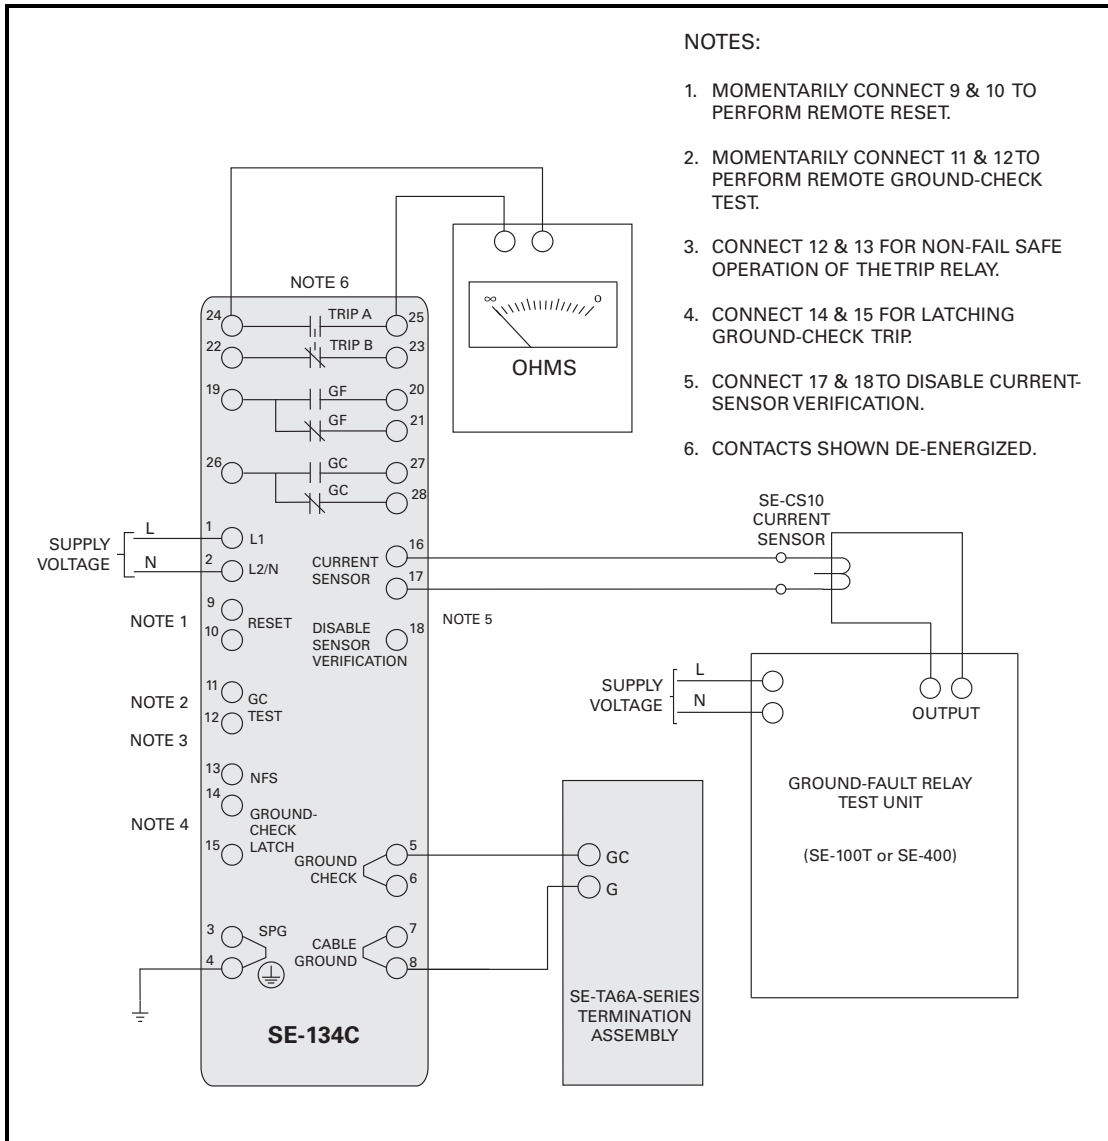 NOTES:
1. MOMENTARILY CONNECT 9 & 10 TO
PERFORM REMOTE RESET.
2. MOMENTARILY CONNECT 11 & 12 TO
PERFORM REMOTE GROUND-CHECK
TEST.
3. CONNECT 12 & 13 FOR NON-FAIL SAFE
OPERATION OF THE TRIP RELAY.
4. CONNECT 14 & 15 FOR LATCHING
GROUND-CHECK TRIP.
5. CONNECT 17 & 18 TO DISABLE CURRENT-
SENSOR VERIFICATION.
6. CONTACTS SHOWN DE-ENERGIZED.
∞ 0
OHMS
NOTE 6
24 TRIP A 25
22 TRIP B 23
19 GF 20
GF 21
26 GC 27
GC 28
SUPPLY
VOLTAGE
L
N
1 L1
2 L2/N
CURRENT
SENSOR
16
17
SE-CS10
CURRENT
SENSOR
NOTE 1
9
10
RESET
DISABLE
SENSOR
VERIFICATION
18
NOTE 5
NOTE 2
11
12
GC
TEST
NOTE 3
13 NFS
14
NOTE 4
15
GROUND-
CHECK
LATCH
GROUND
CHECK
5
6
3
4
SPG
CABLE
GROUND
7
8
SE-134C
GC
G
SE-TA6A-SERIES
TERMINATION
ASSEMBLY
SUPPLY
VOLTAGE
L
N
OUTPUT
GROUND-FAULT RELAY
TEST UNIT
(SE-100T or SE-400)